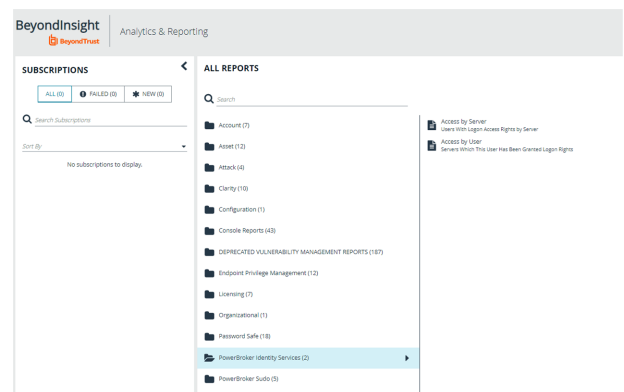 BeyondInsight
BeyondTrust
Analytics & Reporting
SUBSCRIPTIONS
ALL (0)
FAILED (0)
NEW (0)
Search Subscriptions
Sort By
No subscriptions to display.
ALL REPORTS
Search
Account (7)
Asset (12)
Attack (4)
Clarity (10)
Configuration (1)
Console Reports (43)
DEPRECATED VULNERABILITY MANAGEMENT REPORTS (187)
Endpoint Privilege Management (12)
Licensing (7)
Organizational (1)
Password Safe (18)
PowerBroker Identity Services (2)
PowerBroker Sudo (5)
Access by Server
Users With Logon Access Rights by Server
Access by User
Servers Which This User Has Been Granted Logon Rights